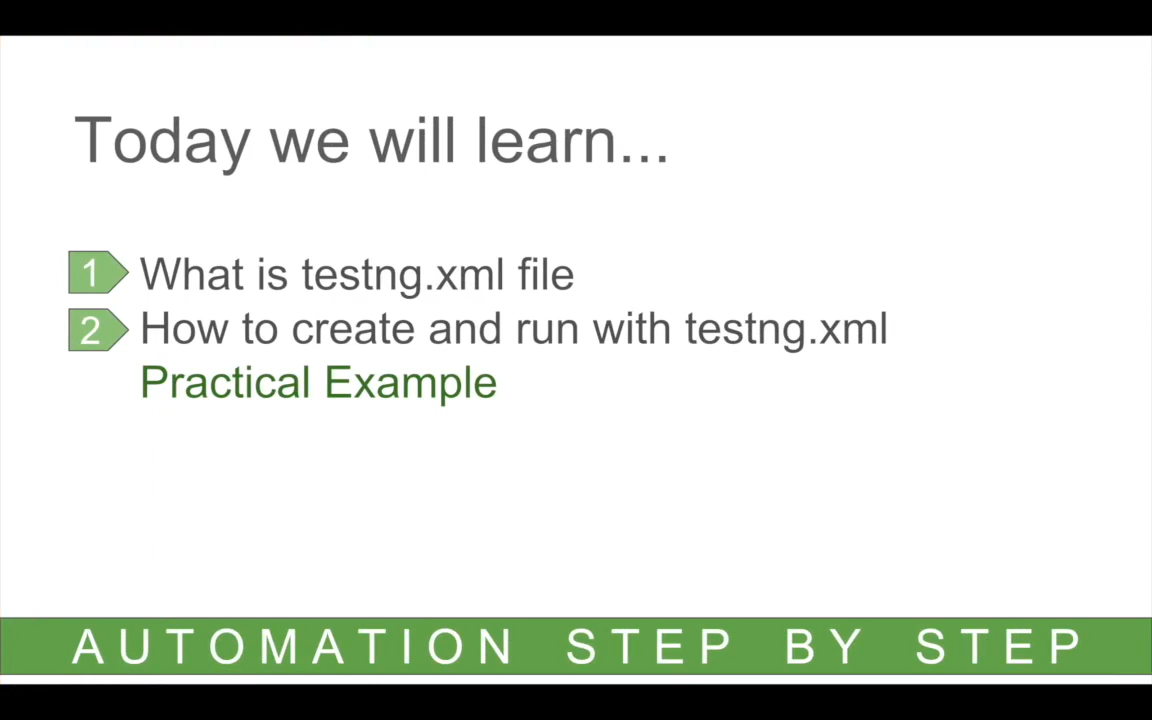 Today we will learn...
1 What is testng.xml file
2 How to create and run with testng.xml
Practical Example
AUTOMATION STEP BY STEP